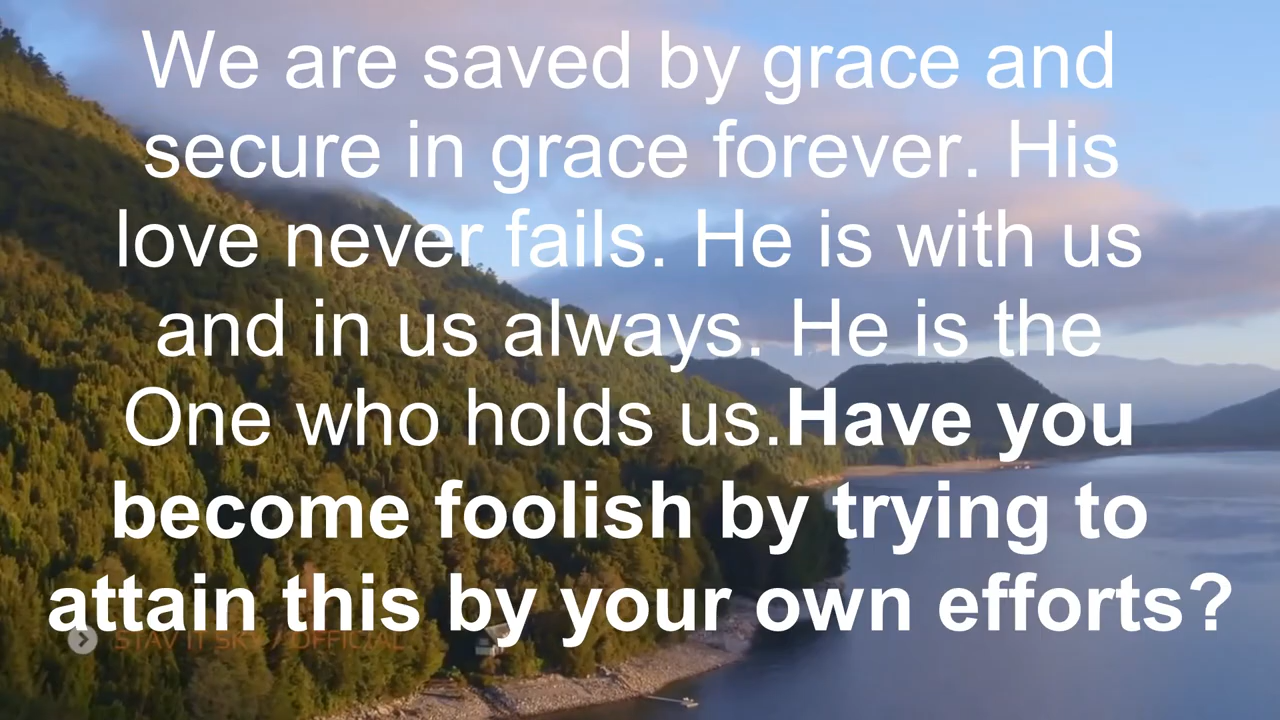 We are saved by grace and
secure in grace forever. His
love never fails. He is with us
and in us always. He is the
One who holds us.Have you
become foolish by trying to
attain this by your own efforts?